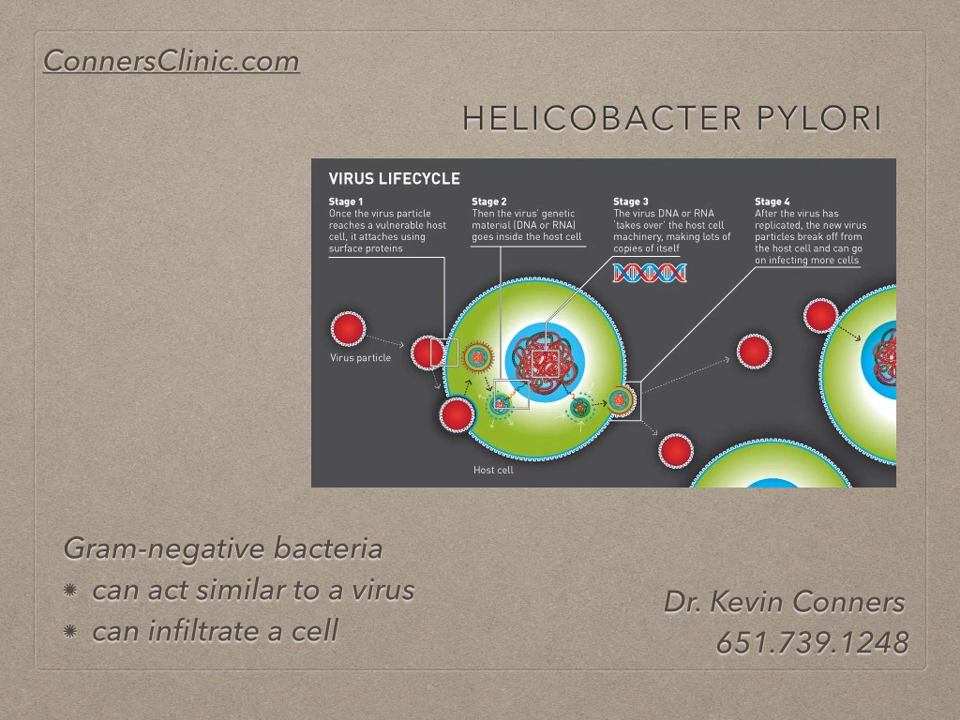 ConnersClinic.com
HELICOBACTER PYLORI
VIRUS LIFECYCLE
Stage 1
Once the virus particle
reaches a vulnerable host
cell, it attaches using
surface proteins
Stage 2
Then the virus' genetic
material (DNA or RNA)
goes inside the host cell
Stage 3
The virus DNA or RNA
'takes over' the host cell
machinery, making lots of
copies of itself
Stage 4
After the virus has
replicated, the new virus
particles break off from
the host cell and can go
on infecting more cells
Virus particle
Host cell
Gram-negative bacteria
can act similar to a virus
can infiltrate a cell
Dr. Kevin Conners
651.739.1248